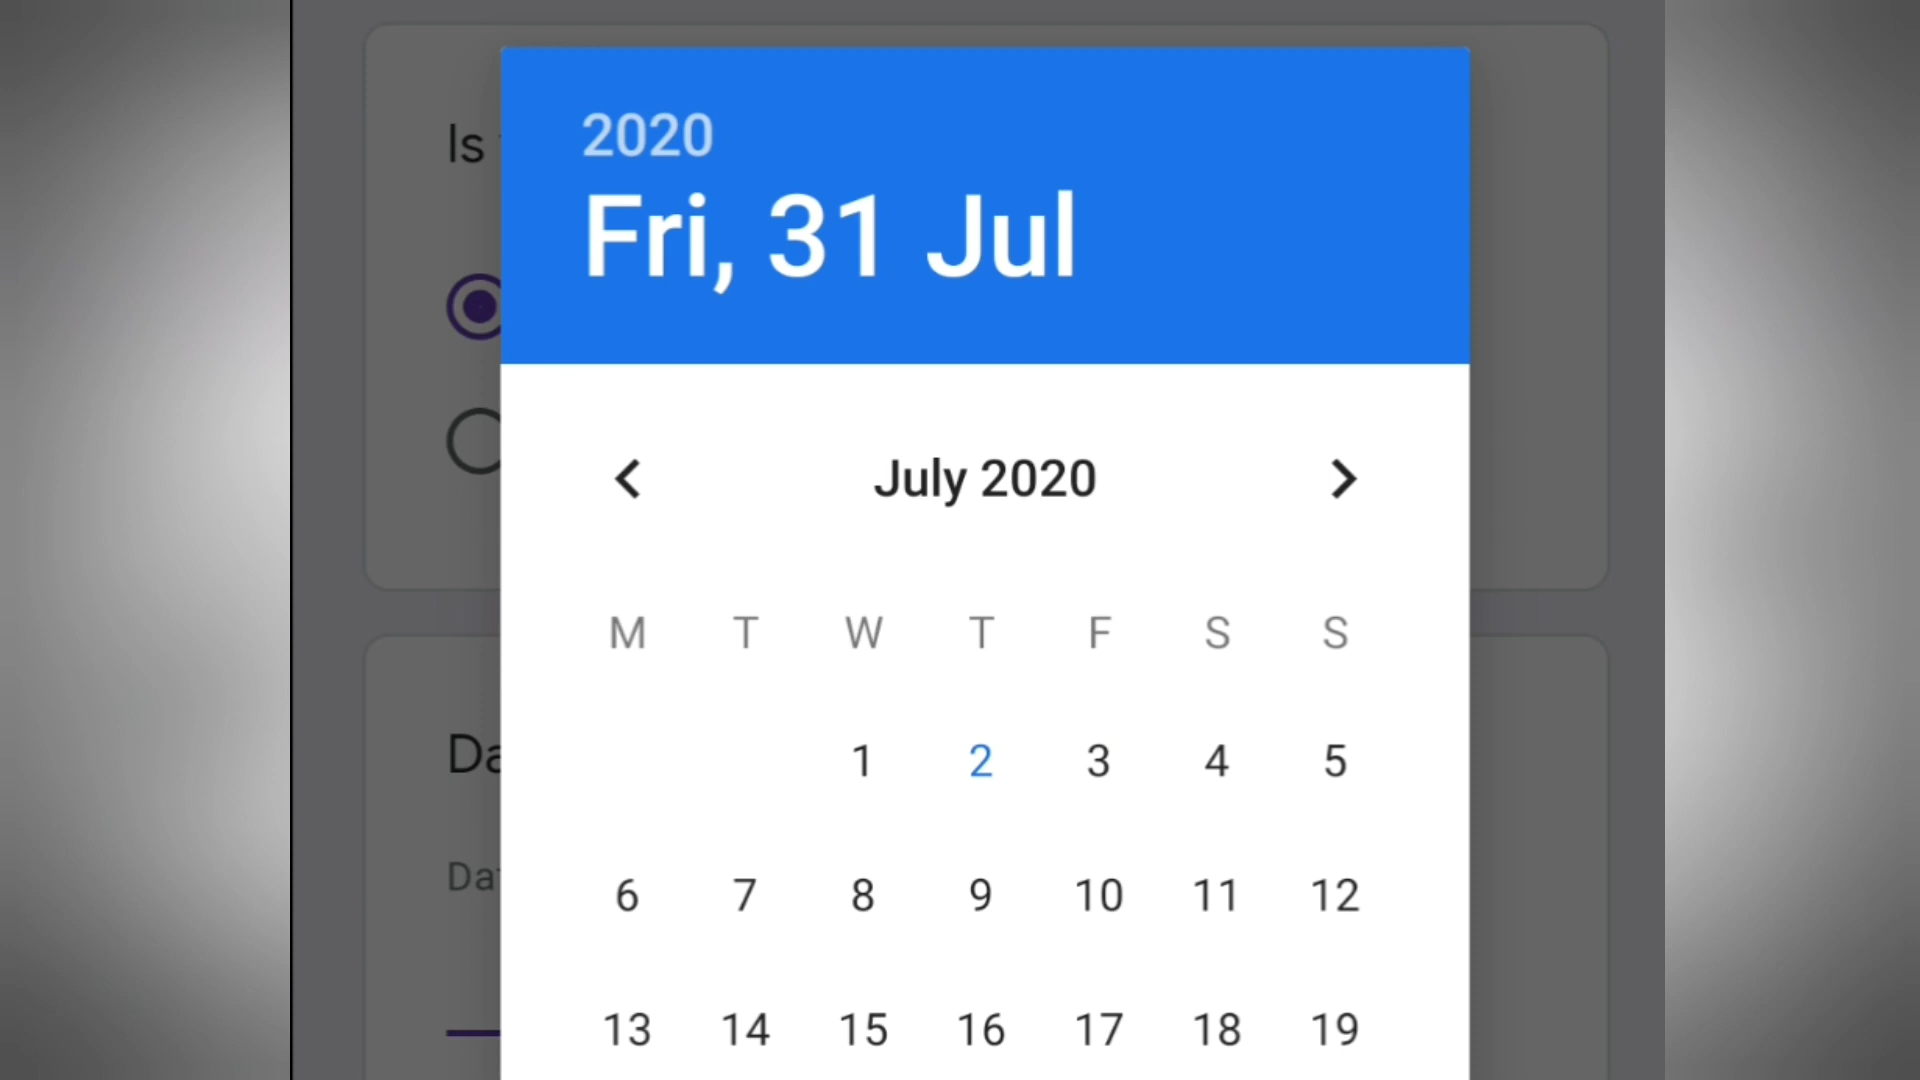 2020
Fri, 31 Jul
Is
July 2020
M T W T F S S
Da
1 2 3 4 5
Dat
6 7 8 9 10 11 12
13 14 15 16 17 18 19